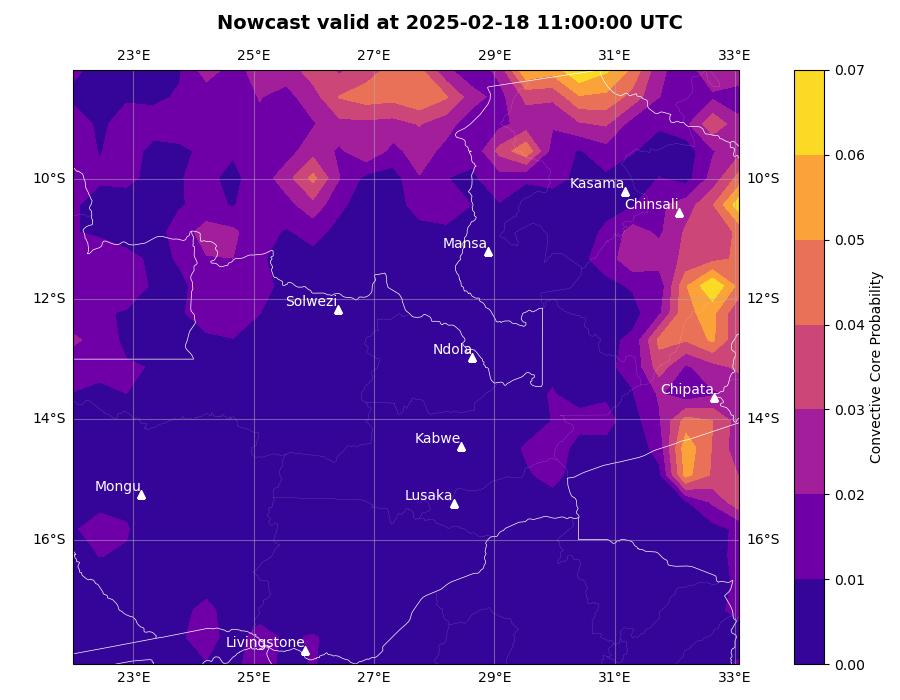 Nowcast valid at 2025-02-18 11:00:00 UTC
23°E 25°E 27°E 29°E 31°E 33°E
0.07
0.06
10°S 10°S
Kasama
Chinsali
0.05
Mansa
12°S 12°S
Solwezi
0.04
Ndola
Convective Core Probability
Chipata
0.03
14°S 14°S
Kabwe
Mongu
Lusaka
0.02
16°S 16°S
0.01
Livingstone
0.00
23°E 25°E 27°E 29°E 31°E 33°E